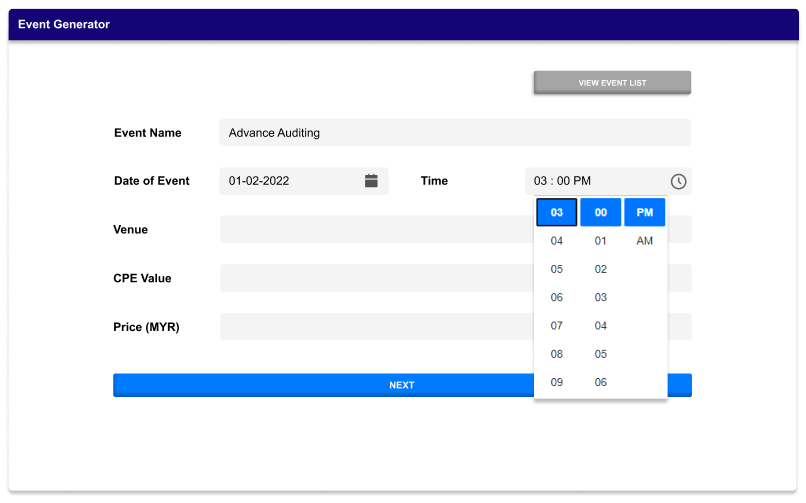 Event Generator
VIEW EVENT LIST
Event Name Advance Auditing
Date of Event 01-02-2022 Time 03 : 00 PM
03 00 PM
Venue
04 01 AM
05 02
CPE Value
06 03
Price (MYR)
07 04
08 05
NEXT
09 06